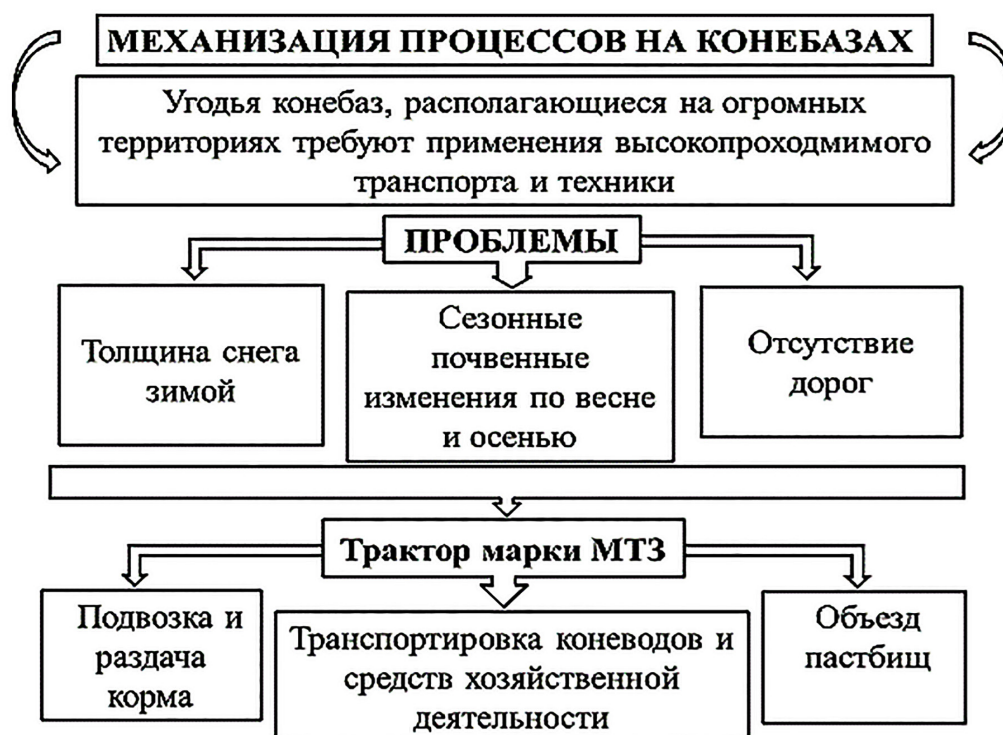 МЕХАНИЗАЦИЯ ПРОЦЕССОВ НА КОНЕБАЗАХ
Угодья конебаз, располагающиеся на огромных
территориях требуют применения высокопроходмимого
транспорта и техники
ПРОБЛЕМЫ
Толщина снега
зимой
Сезонные
почвенные
изменения по весне
и осенью
Отсутствие
дорог
Трактор марки МТЗ
Подвозка и
раздача
корма
Транспортировка коневодов и
средств хозяйственной
деятельности
Объезд
пастбищ